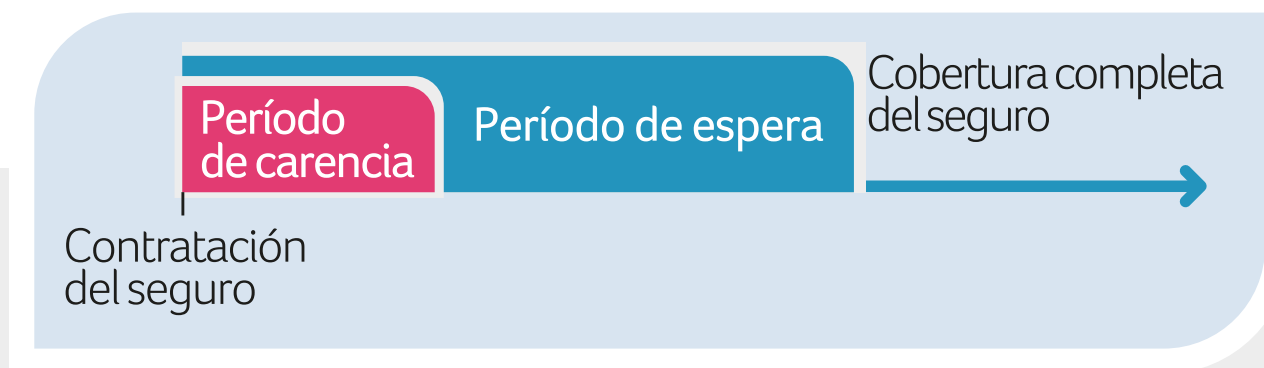 Período
de carencia
Período de espera
Cobertura completa
del seguro
Contratación
del seguro